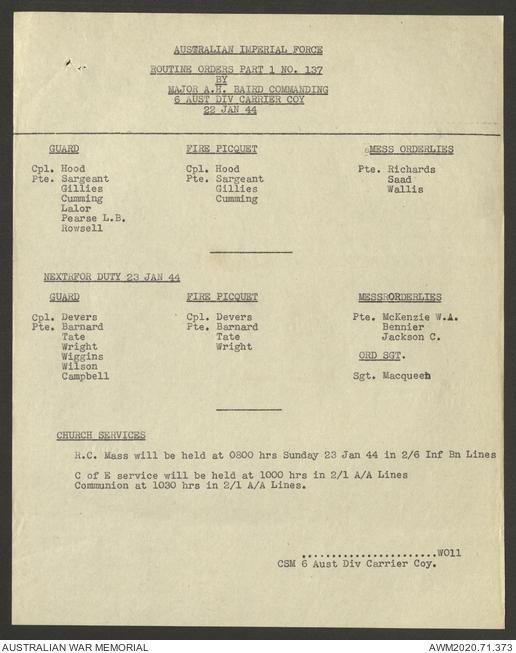 AUSTRALIAN IMPERIAL FORCE
ROUTINE ORDERS PART 1 NO. 137
BY
MAJOR A.H. BAIRD COMMANDING
6 AUST DIV CARRIER COY
22 JAN 44
GUARD FIRE PICQUET MESS ORDERLIES
Cpl. Hood Cpl. Hood Pte. Richards
Pte. Sargeant Pte. Sargeant Saad
Gillies Gillies Wallis
Cumming Cumming
Lalor
Pearse L.B.
Rowsell
NEXTRFOR DUTY 23 JAN 44
GUARD FIRE PICQUET MESSRORDERLIES
Cpl. Devers Cpl. Devers Pte. McKenzie W.A.
Pte. Barnard Pte. Barnard Bennier
Tate Tate Jackson C.
Wright Wright ORD SGT.
Wiggins
Wilson Sgt. Macqueen
Campbell
CHURCH SERVICES
R.C. Mass will be held at 0800 hrs Sunday 23 Jan 44 in 2/6 Inf Bn Lines
C of E service will be held at 1000 hrs in 2/1 A/A Lines
Communion at 1030 hrs in 2/1 A/A Lines.
.......................WO11
CSM 6 Aust Div Carrier Coy.
AUSTRALIAN WAR MEMORIAL AWM2020.71.373